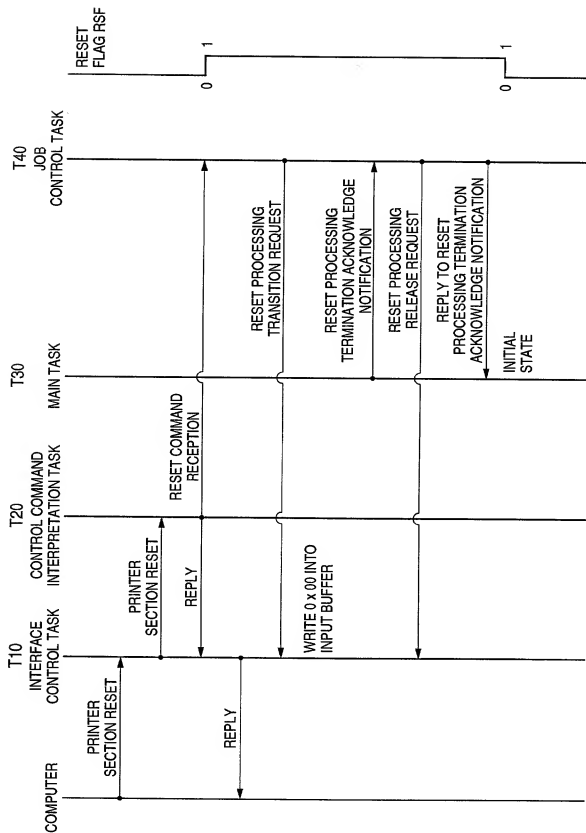 COMPUTER
T10
INTERFACE
CONTROL TASK
T20
CONTROL COMMAND
INTERPRETATION TASK
T30
MAIN TASK
T40
JOB
CONTROL TASK
RESET
FLAG RSF
PRINTER
SECTION RESET
PRINTER
SECTION RESET
REPLY
RESET COMMAND
RECEPTION
0
1
REPLY
RESET PROCESSING
TRANSITION REQUEST
WRITE 0 x 00 INTO
INPUT BUFFER
RESET PROCESSING
TERMINATION ACKNOWLEDGE
NOTIFICATION
RESET PROCESSING
RELEASE REQUEST
REPLY TO RESET
PROCESSING TERMINATION
ACKNOWLEDGE NOTIFICATION
INITIAL
STATE
0
1